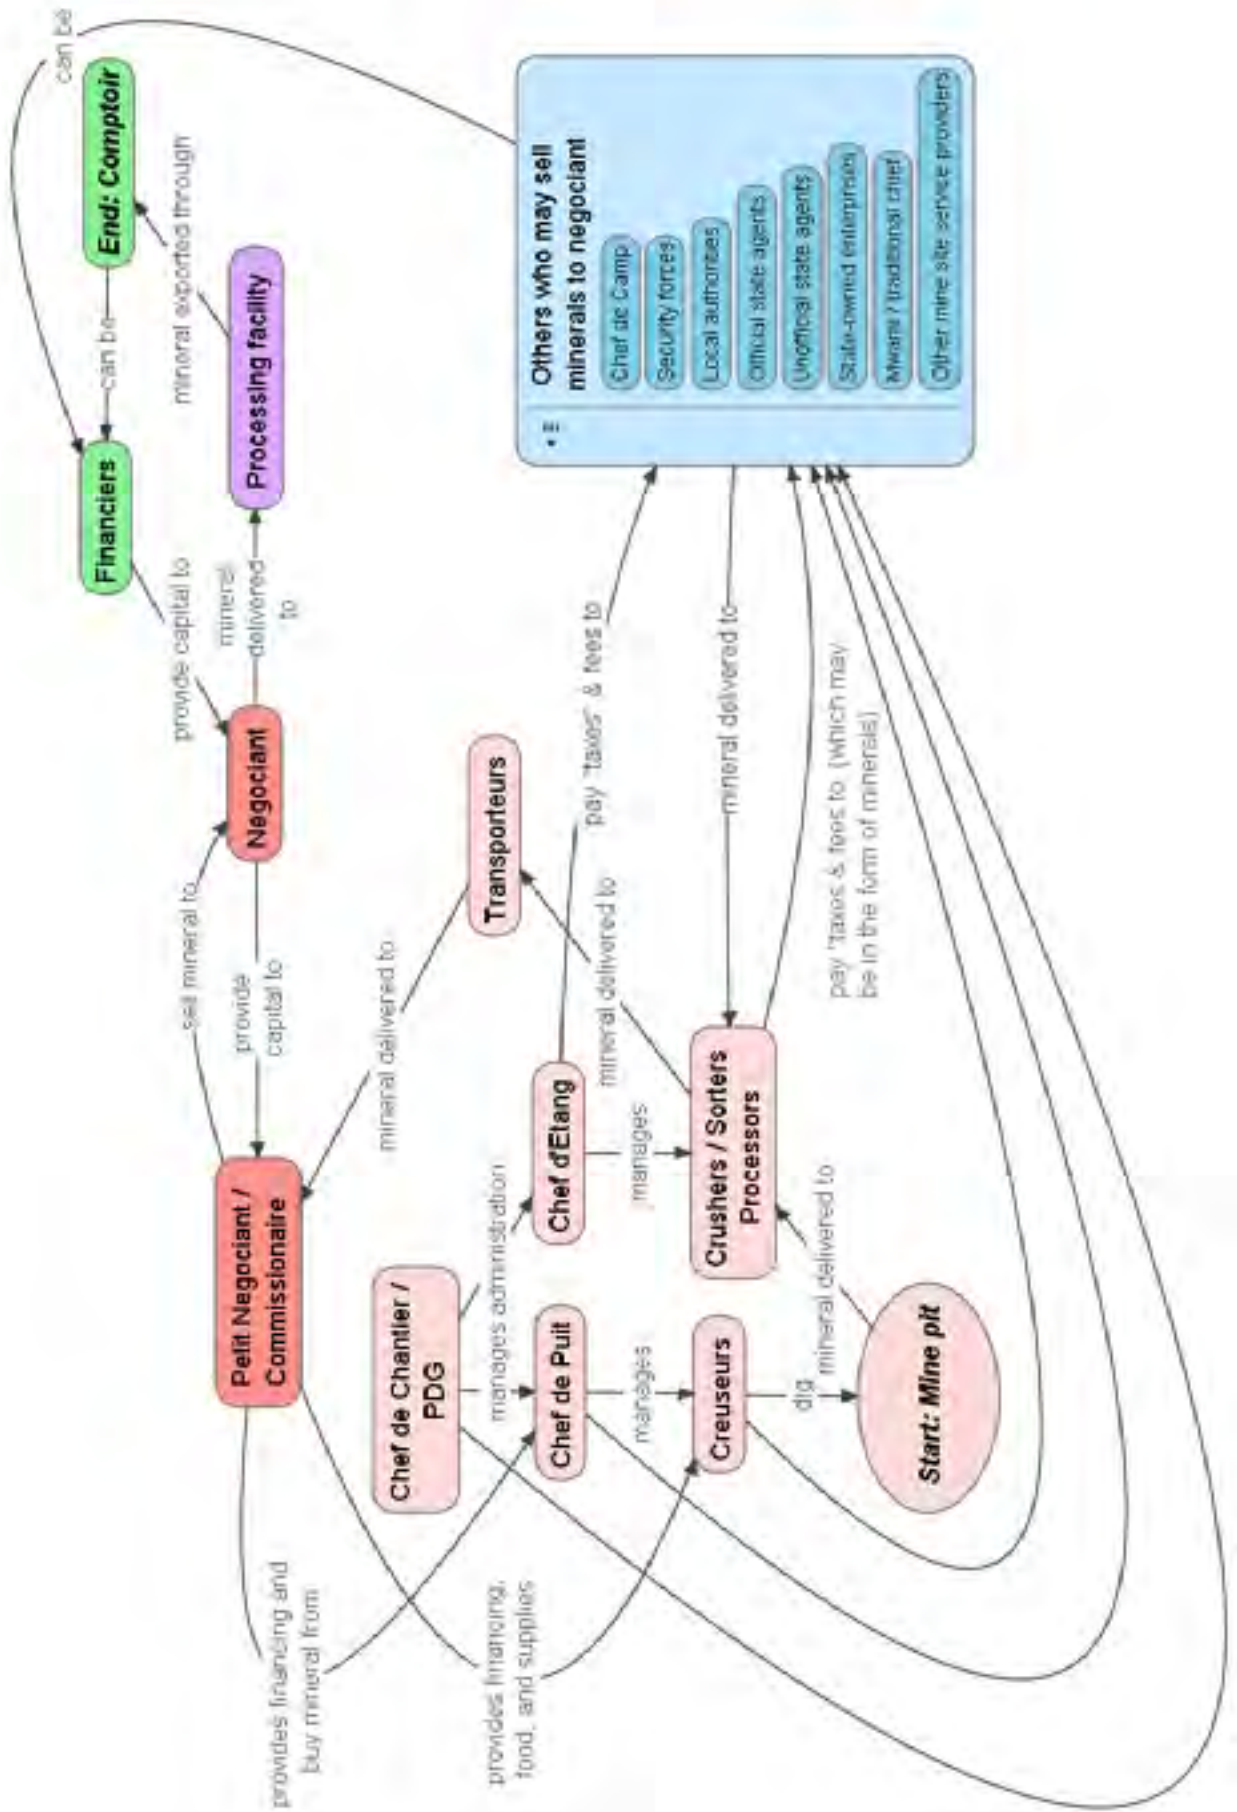 can be
End: Comptoir
can be
Financiers
mineral exported through
Processing facility
provide capital to
mineral
delivered
to
Negociant
sell mineral to
provide
capital to
Petit Negociant /
Commissionaire
provides financing and
buy mineral from
provides financing,
food, and supplies
mineral delivered to
Transporteurs
Chef de Chantier /
PDG
manages administration
Chef d'Etang
Chef de Puit
manages
manages
mineral delivered to
Crushers / Sorters
Processors
Creuseurs
dig
mineral delivered to
Start: Mine pit
pay "taxes" & fees to
mineral delivered to
pay "taxes & fees to (which may
be in the form of minerals)
Others who may sell
minerals to negociant
Chef de Camp
Security forces
Local authorities
Official state agents
Unofficial state agents
State-owned enterprises
Mwami / traditional chief
Other mine site service providers